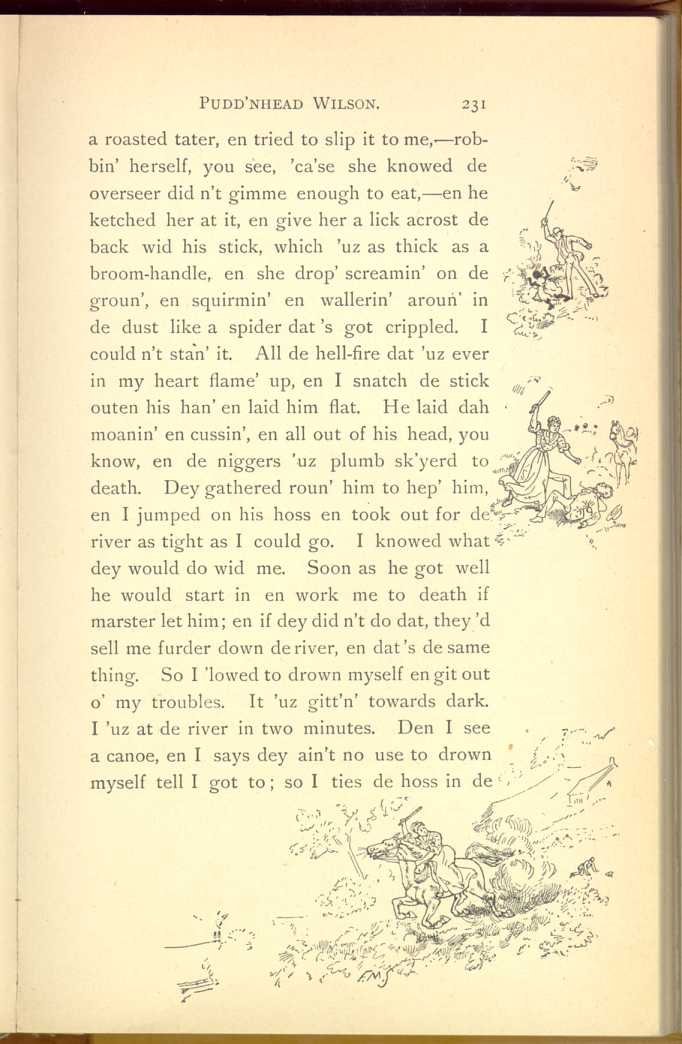 PUDD'NHEAD WILSON. 231
a roasted tater, en tried to slip it to me,—rob-
bin' herself, you see, 'ca'se she knowed de
overseer did n't gimme enough to eat,—en he
ketched her at it, en give her a lick acrost de
back wid his stick, which 'uz as thick as a
broom-handle, en she drop' screamin' on de
groun', en squirmin' en wallerin' aroun' in
de dust like a spider dat 's got crippled. I
could n't stan' it. All de hell-fire dat 'uz ever
in my heart flame' up, en I snatch de stick
outen his han' en laid him flat. He laid dah
moanin' en cussin', en all out of his head, you
know, en de niggers 'uz plumb sk'yerd to
death. Dey gathered roun' him to hep' him,
en I jumped on his hoss en took out for de
river as tight as I could go. I knowed what
dey would do wid me. Soon as he got well
he would start in en work me to death if
marster let him; en if dey did n't do dat, they 'd
sell me furder down de river, en dat 's de same
thing. So I 'lowed to drown myself en git out
o' my troubles. It 'uz gitt'n' towards dark.
I 'uz at de river in two minutes. Den I see
a canoe, en I says dey ain't no use to drown
myself tell I got to; so I ties de hoss in de